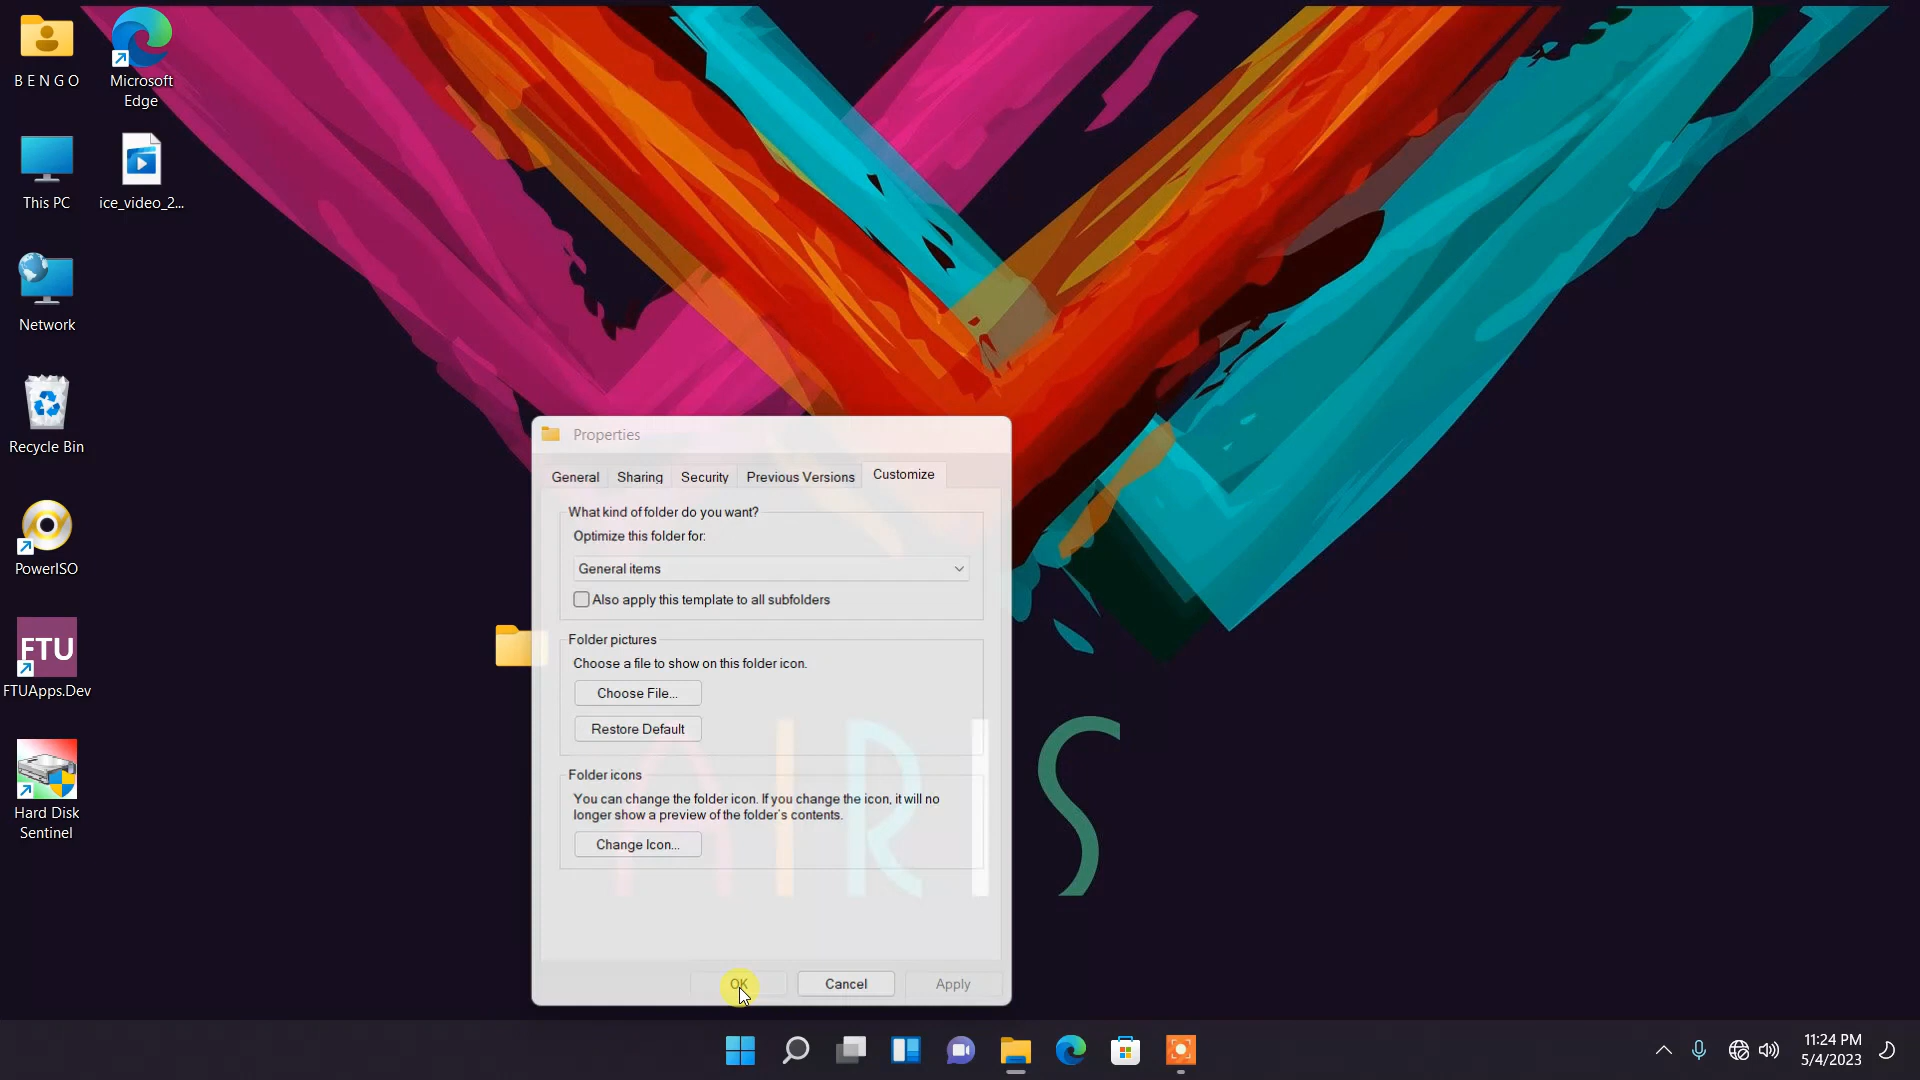 B E N G O
Microsoft
Edge
This PC
ice_video_2...
Network
Recycle Bin
PowerISO
FTU
FTUApps.Dev
Hard Disk
Sentinel
Properties
General
Sharing
Security
Previous Versions
Customize
What kind of folder do you want?
Optimize this folder for:
General items
Also apply this template to all subfolders
Folder pictures
Choose a file to show on this folder icon.
Choose File...
Restore Default
Folder icons
You can change the folder icon. If you change the icon, it will no
longer show a preview of the folder's contents.
Change Icon...
OK
Cancel
Apply
AIRIS
11:24 PM
5/4/2023